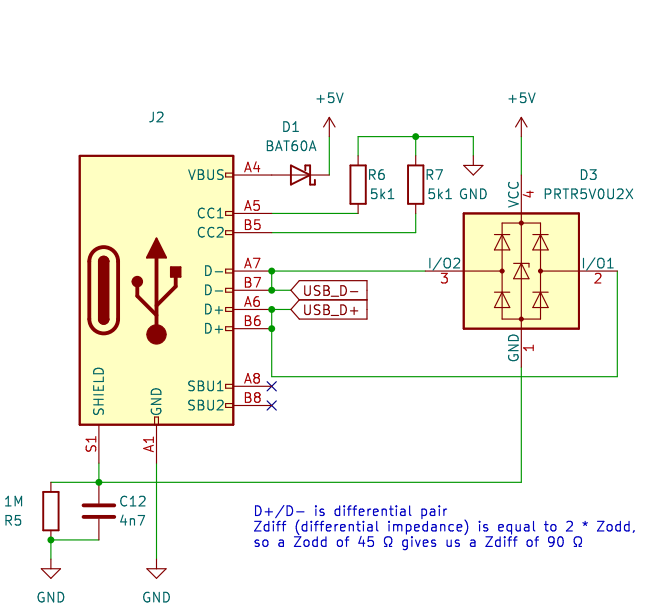 +5V
+5V
J2
D1
BAT60A
D3
PRTR5V0U2X
VBUS
A4
R6
5k1
R7
5k1
GND
VCC
4
CC1
A5
CC2
B5
D-
A7
I/O2
3
I/O1
2
D-
B7
USB_D-
D+
A6
USB_D+
D+
B6
GND
1
SHIELD
GND
SBU1
A8
SBU2
B8
S1
A1
1M
R5
C12
4n7
D+/D- is differential pair
Zdiff (differential impedance) is equal to 2 * Zodd,
so a Zodd of 45 Ω gives us a Zdiff of 90 Ω
GND
GND